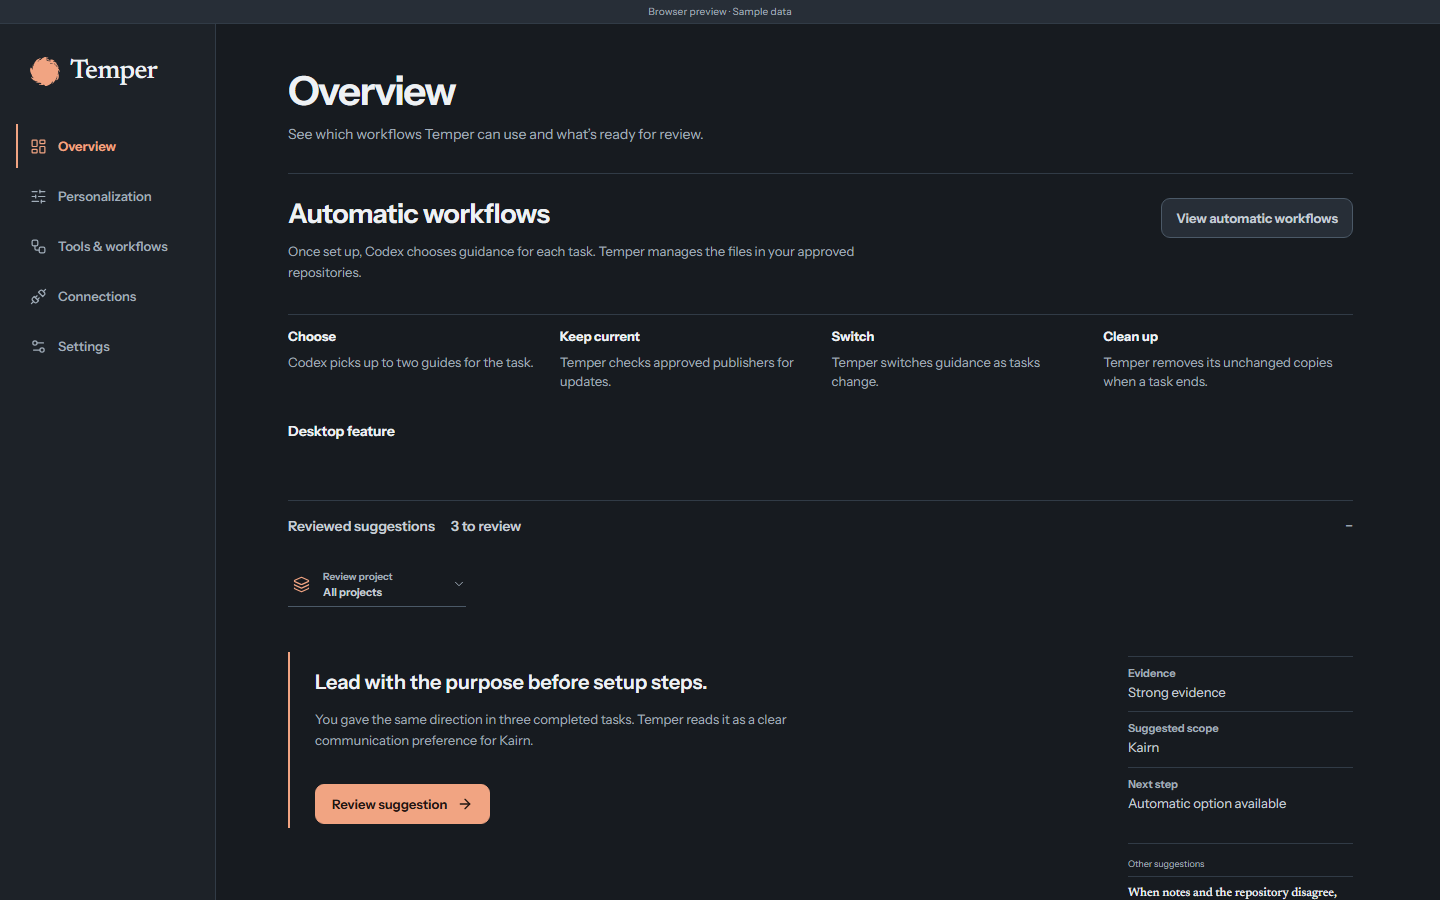 Browser preview · Sample data
Temper
Overview
Personalization
Tools & workflows
Connections
Settings
Overview
See which workflows Temper can use and what's ready for review.
Automatic workflows
View automatic workflows
Once set up, Codex chooses guidance for each task. Temper manages the files in your approved
repositories.
Choose
Codex picks up to two guides for the task.
Keep current
Temper checks approved publishers for
updates.
Switch
Temper switches guidance as tasks
change.
Clean up
Temper removes its unchanged copies
when a task ends.
Desktop feature
Reviewed suggestions 3 to review
Review project
All projects
Lead with the purpose before setup steps.
You gave the same direction in three completed tasks. Temper reads it as a clear
communication preference for Kairn.
Review suggestion
Evidence
Strong evidence
Suggested scope
Kairn
Next step
Automatic option available
Other suggestions
When notes and the repository disagree,